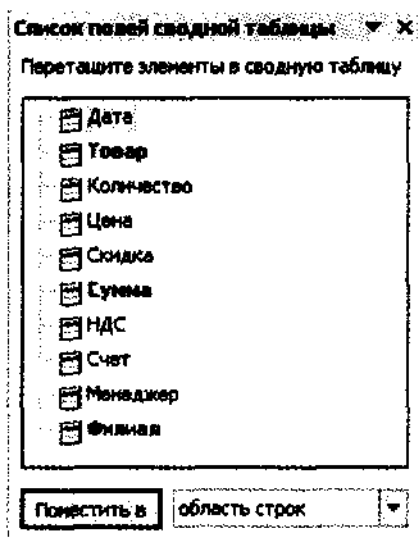 Список полей сводной таблицы
Перетащите элементы в сводную таблицу
Дата
Товар
Количество
Цена
Скидка
Сумма
НДС
Счет
Менеджер
Филиал
Поместить в
область строк